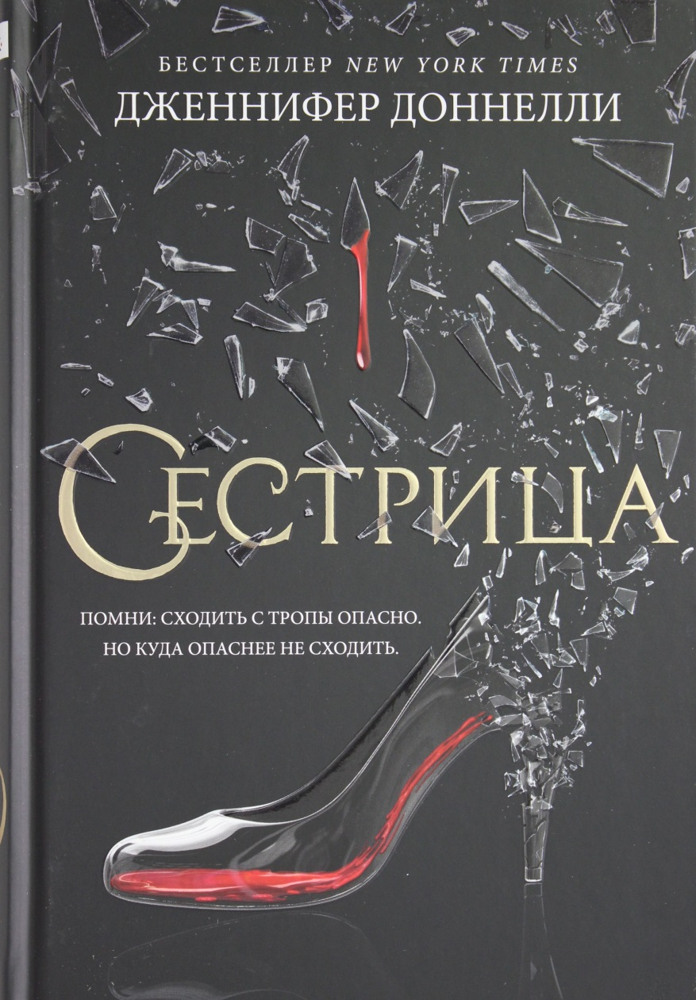 БЕСТСЕЛЛЕР NEW YORK TIMES
ДЖЕННИФЕР ДОННЕЛЛИ
СЕСТРИЦА
ПОМНИ: СХОДИТЬ С ТРОПЫ ОПАСНО.
НО КУДА ОПАСНЕЕ НЕ СХОДИТЬ.